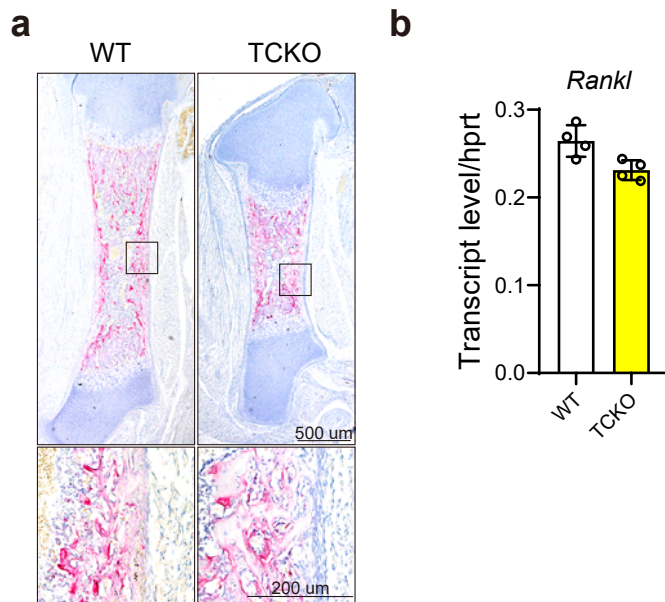 a
WT
TCKO
500 um
200 um
b
Rankl
Transcript level/hprt
0.3
0.2
0.1
0.0
WT
TCKO